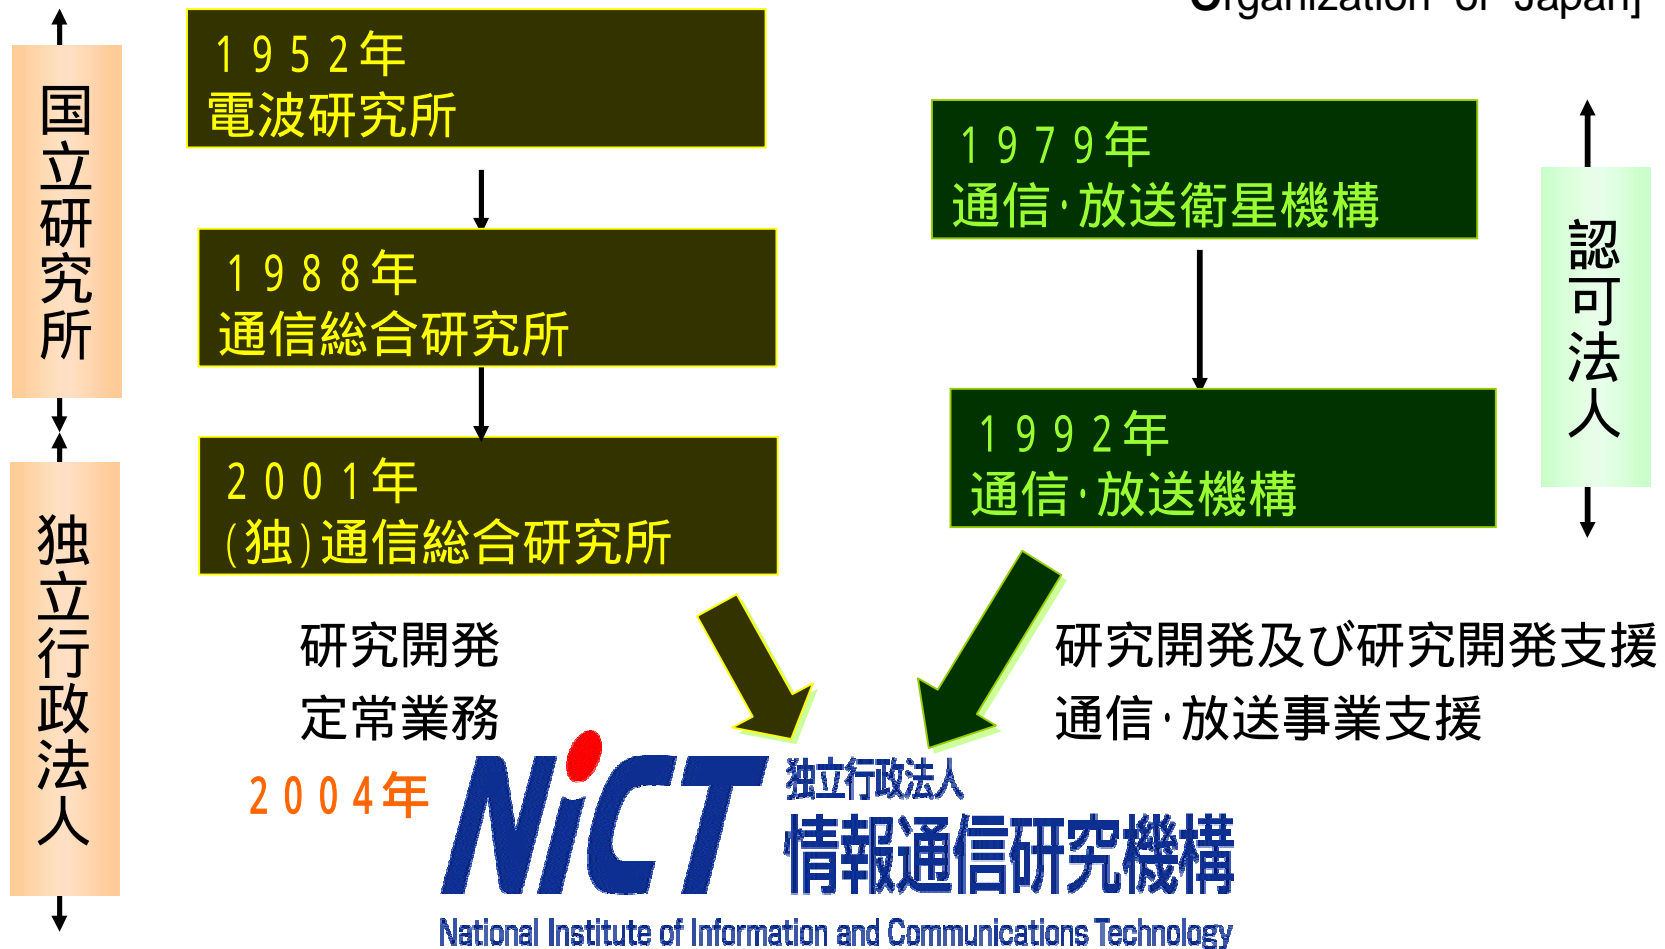 Organization of Japan]
国立研究所
1952年
電波研究所
1979年
通信・放送衛星機構
認可法人
1988年
通信総合研究所
1992年
通信・放送機構
独立行政法人
2001年
(独)通信総合研究所
研究開発
定常業務
研究開発及び研究開発支援
通信・放送事業支援
2004年
NiCT
独立行政法人
情報通信研究機構
National Institute of Information and Communications Technology